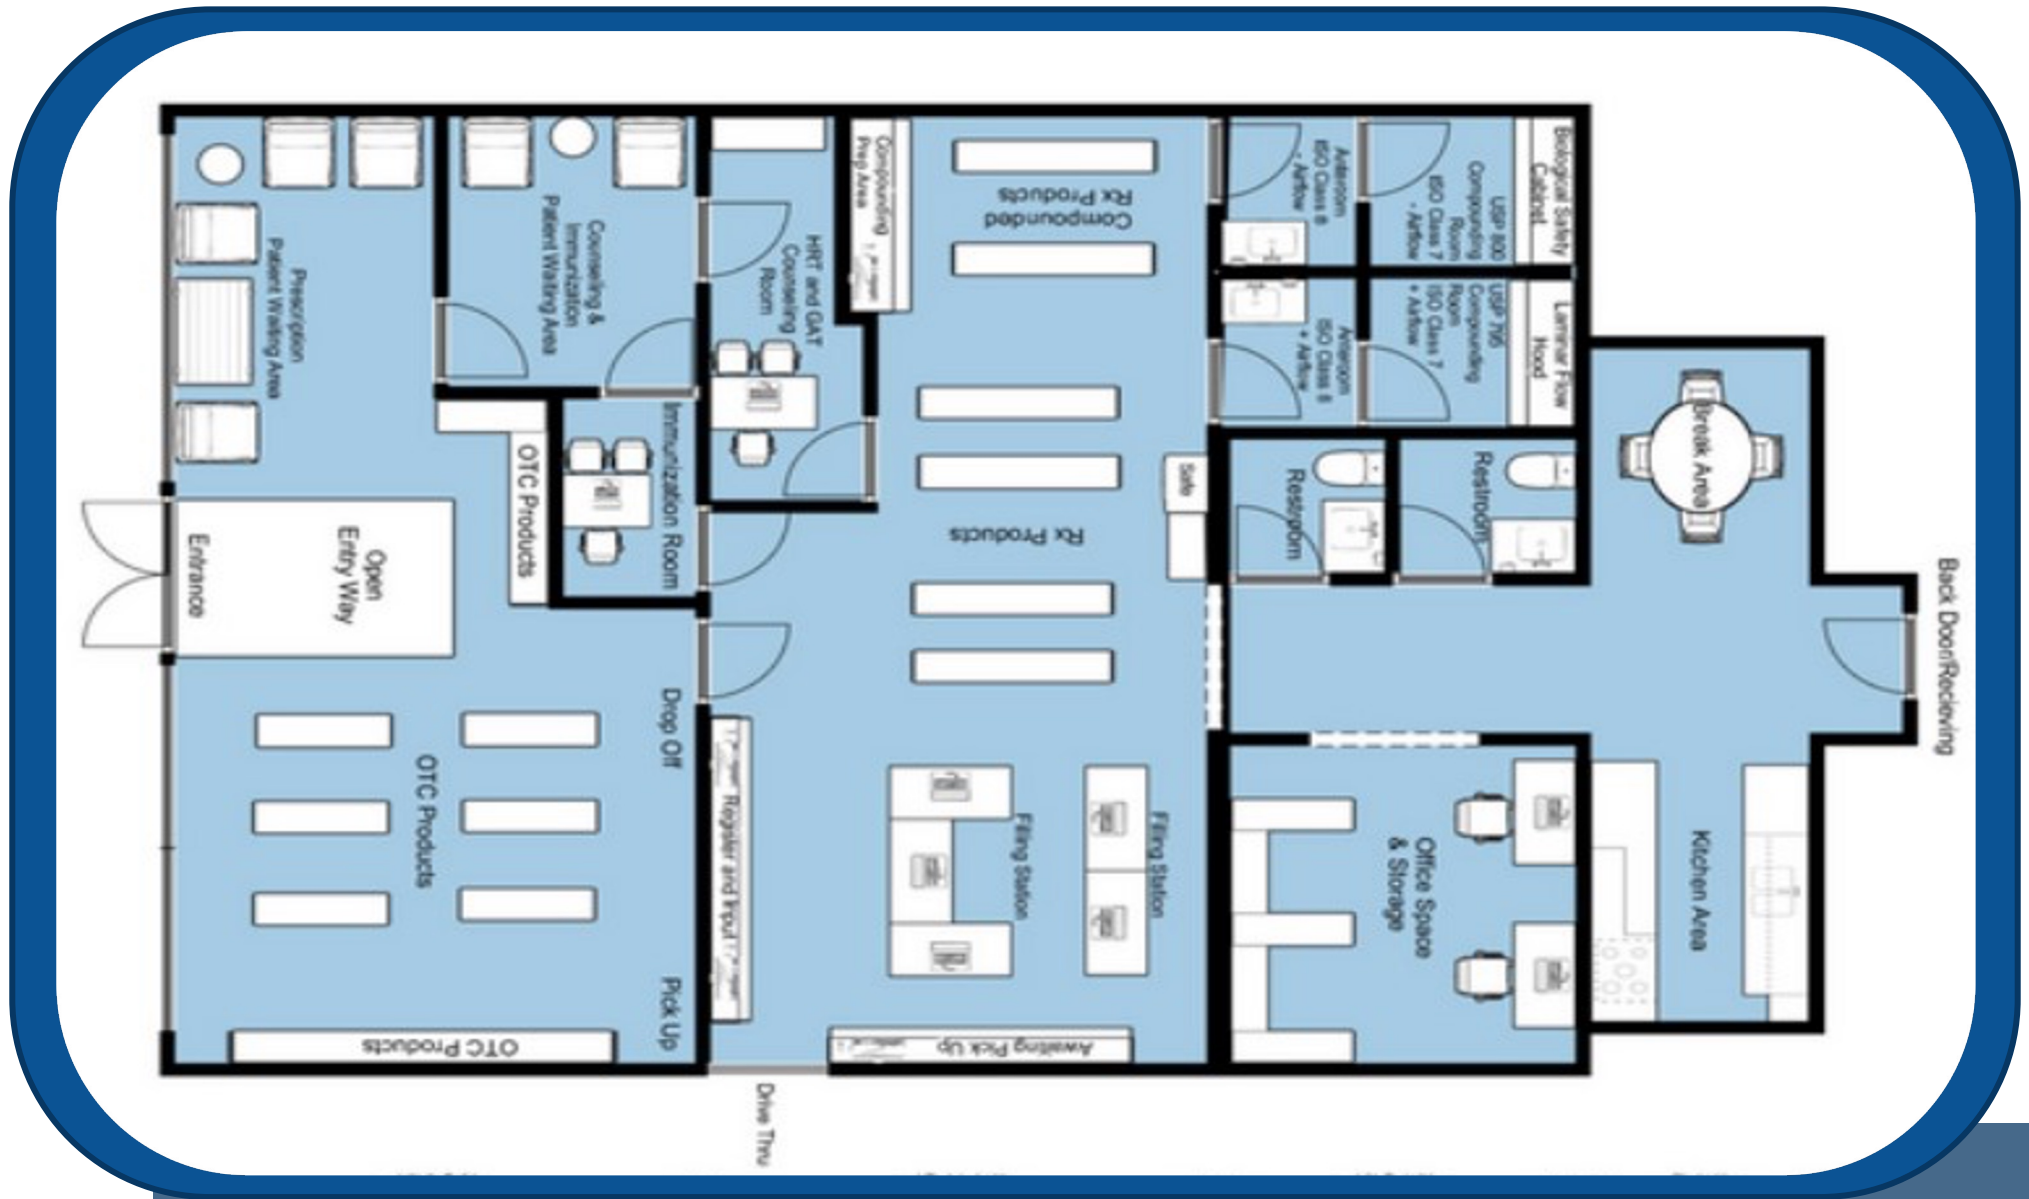 Prescription
Patient Waiting Area
Counseling &
Immunization
Patient Waiting Area
HRT and GAT
Counseling
Room
Compounding
Prep Area
Compounded
Rx Products
Anteroom
ISO Class 8
- Airflow
USP 800
Compounding
Room
ISO Class 7
- Airflow
Biological Safety
Cabinet
Anteroom
ISO Class 8
+ Airflow
USP 795
Compounding
Room
ISO Class 7
+ Airflow
Laminar Flow
Hood
Entrance
Open
Entry Way
OTC Products
Immunization Room
Rx Products
Safe
Restroom
Restroom
Break Area
Back Door/Recieving
OTC Products
Drop Off
Pick Up
Register and Input
Filling Station
Filling Station
Office Space
& Storage
Kitchen Area
OTC Products
Awaiting Pick Up
Drive Thru